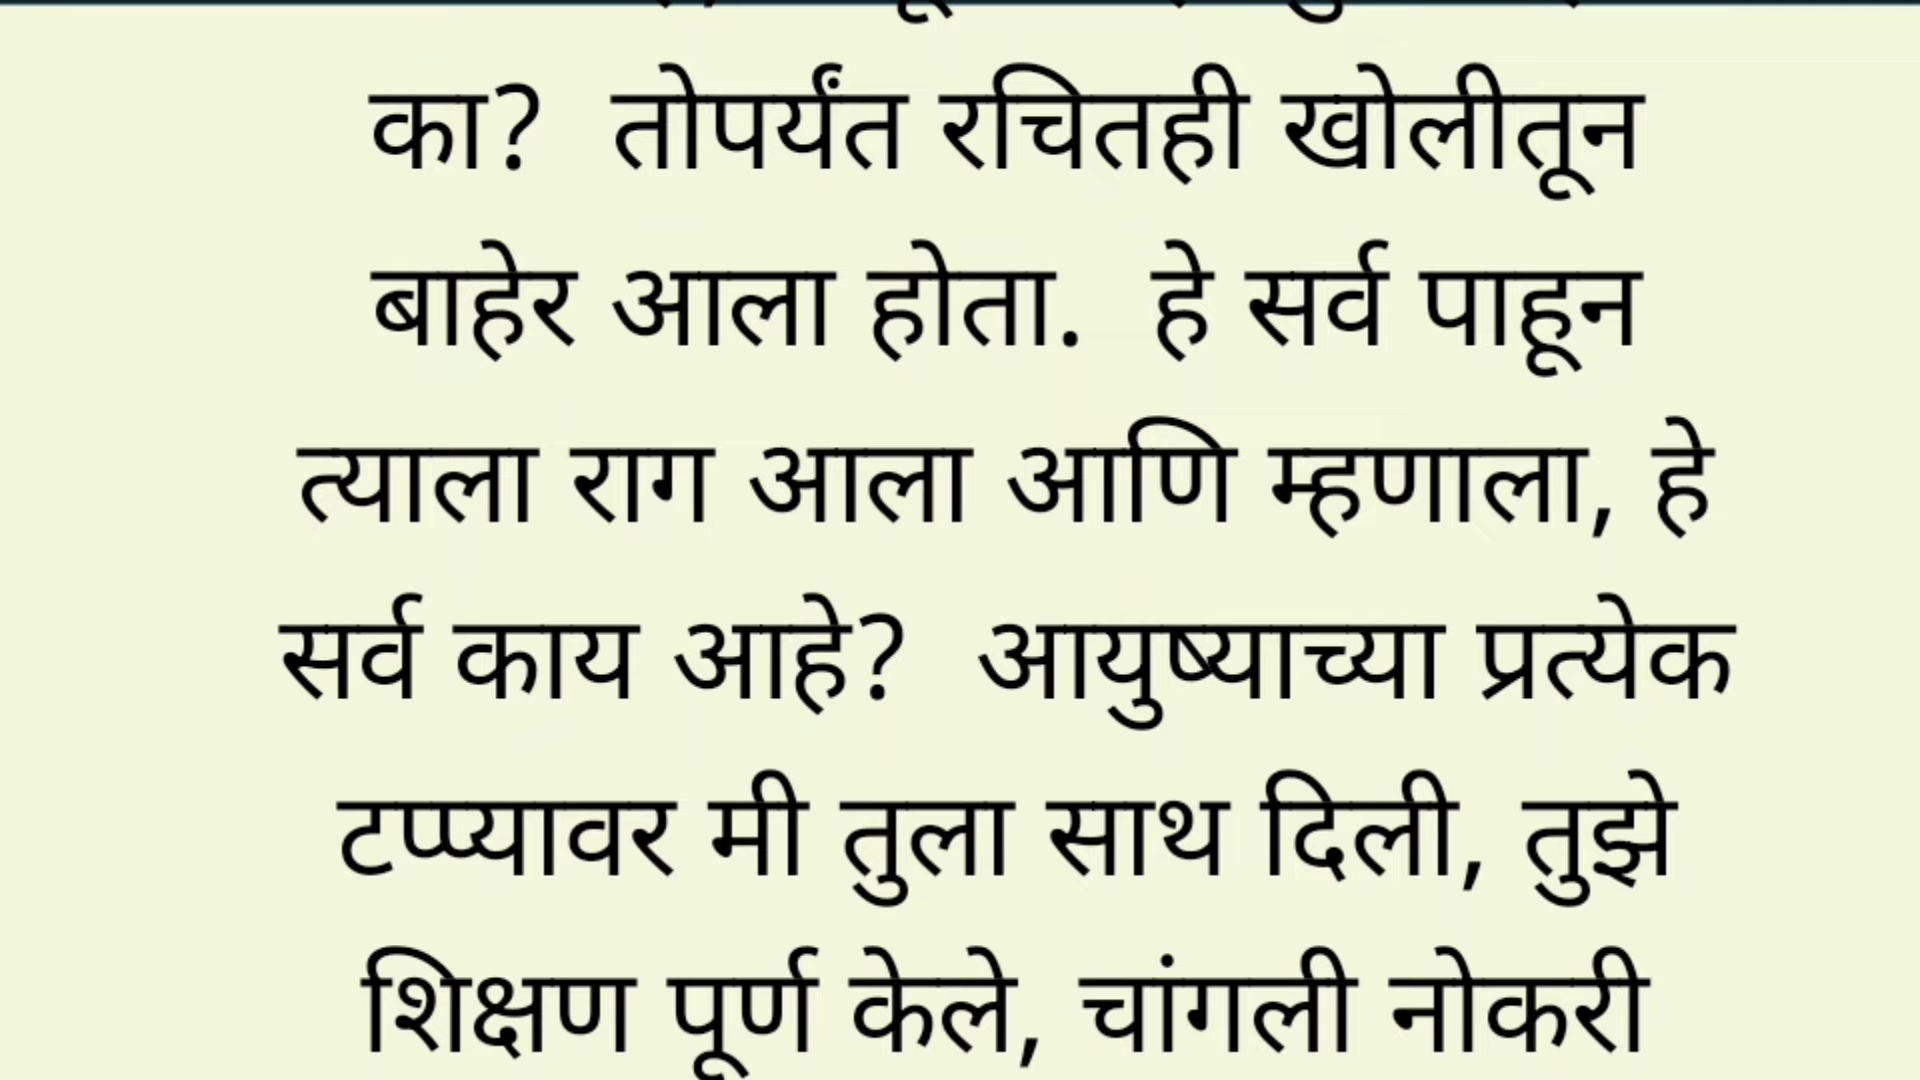 का?  तोपर्यंत रचितही खोलीतून
बाहेर आला होता.  हे सर्व पाहून
त्याला राग आला आणि म्हणाला, हे
सर्व काय आहे?  आयुष्याच्या प्रत्येक
टप्प्यावर मी तुला साथ दिली, तुझे
शिक्षण पूर्ण केले, चांगली नोकरी